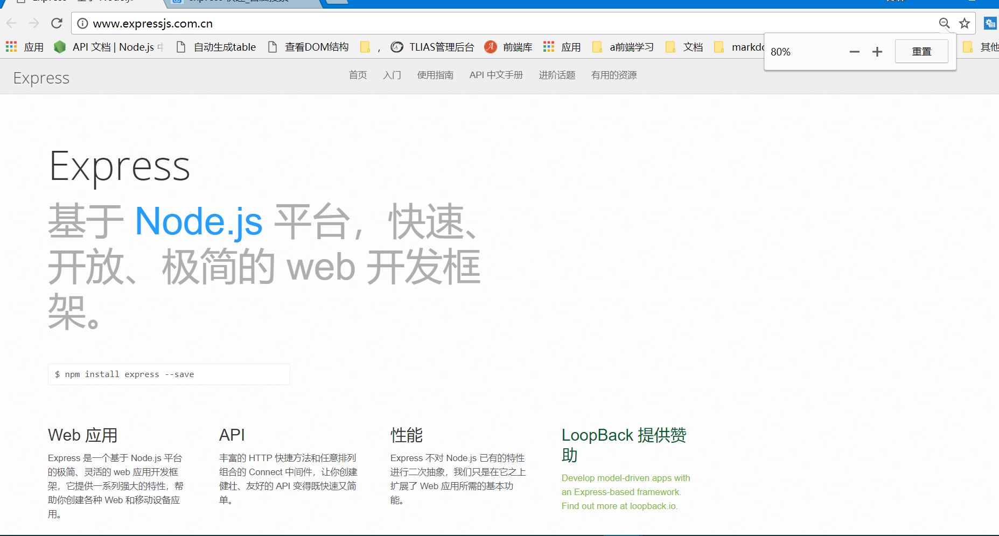 www.expressjs.com.cn
应用 API 文档 | Node.js 自动生成table 查看DOM结构 , TLIAS管理后台 前端库 应用 a前端学习 文档 markdo 其他
80% 重置
Express 首页 入门 使用指南 API 中文手册 进阶话题 有用的资源
Express
基于 Node.js 平台，快速、
开放、极简的 web 开发框
架。
$ npm install express --save
Web 应用
Express 是一个基于 Node.js 平台
的极简、灵活的 web 应用开发框
架，它提供一系列强大的特性，帮
助你创建各种 Web 和移动设备应
用。
API
丰富的 HTTP 快捷方法和任意排列
组合的 Connect 中间件，让你创建
健壮、友好的 API 变得既快速又简
单。
性能
Express 不对 Node.js 已有的特性
进行二次抽象，我们只是在它之上
扩展了 Web 应用所需的基本功
能。
LoopBack 提供赞
助
Develop model-driven apps with
an Express-based framework.
Find out more at loopback.io.